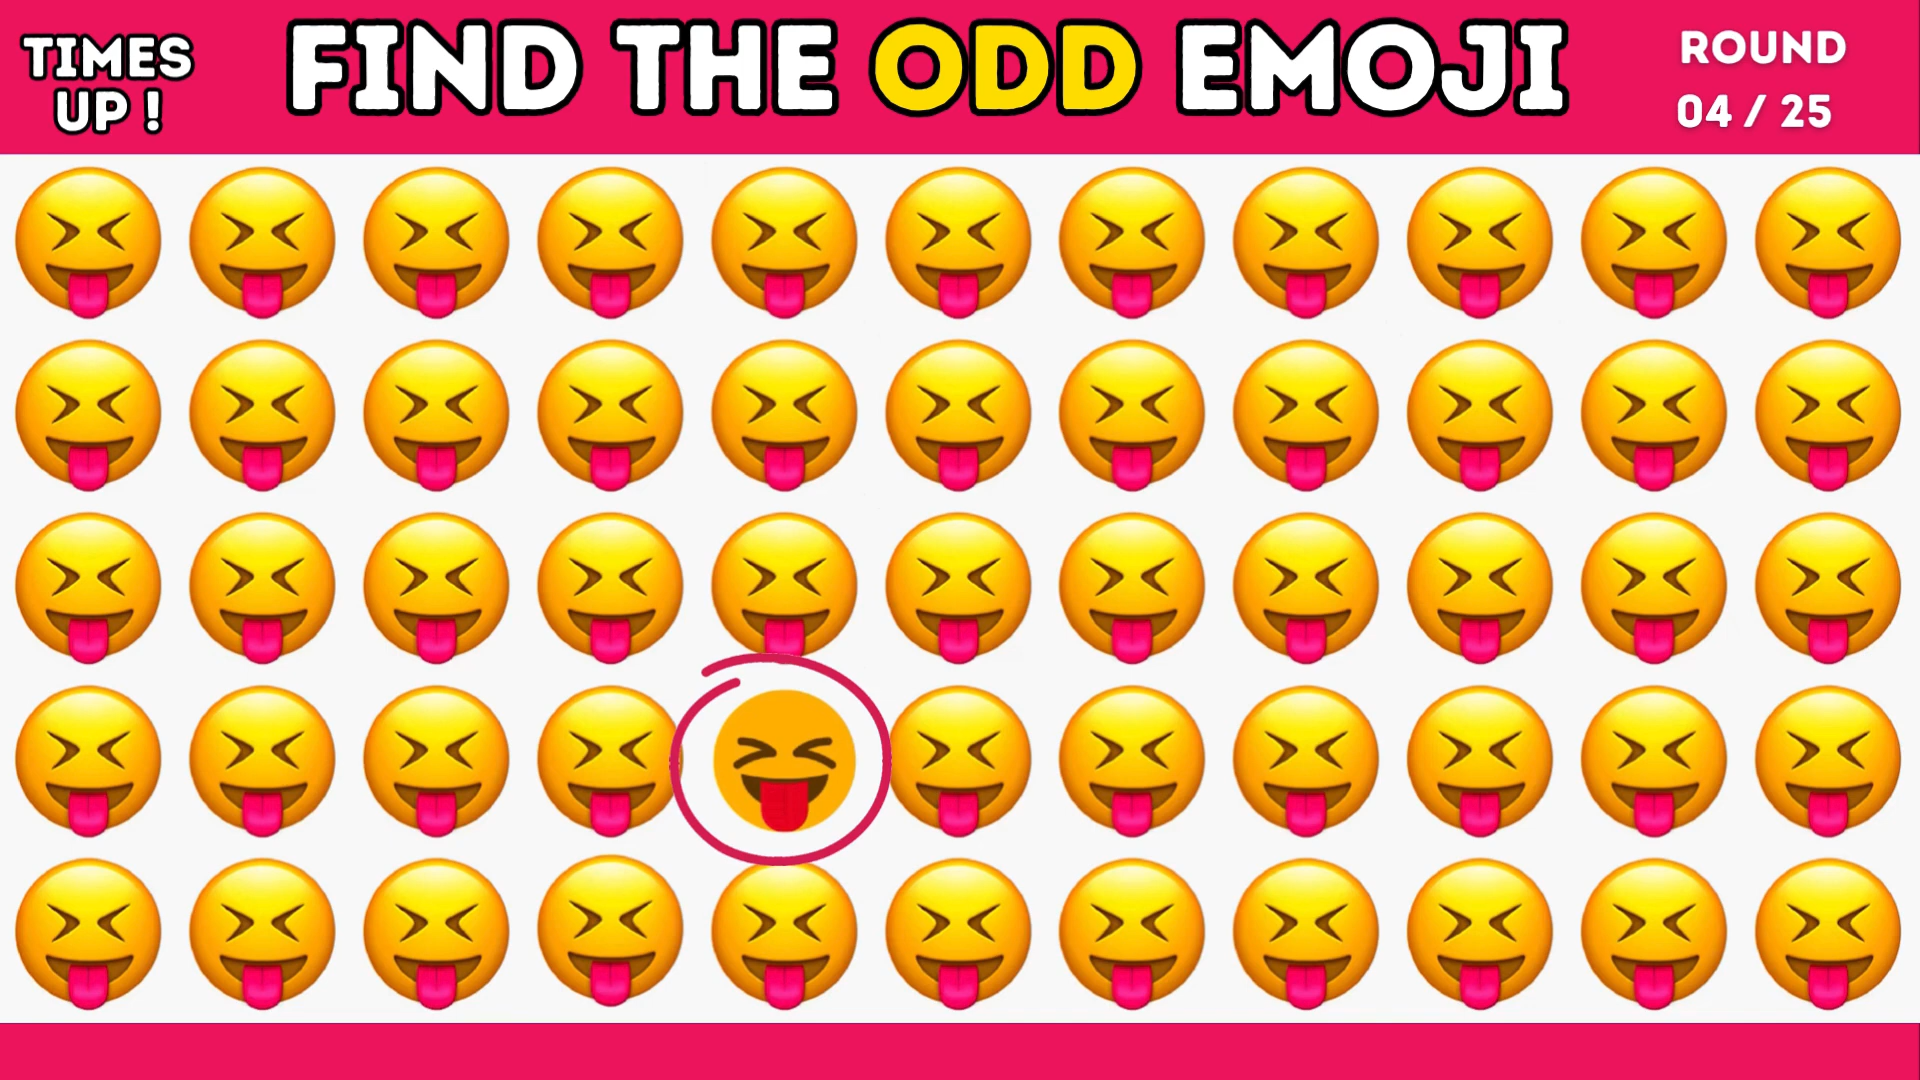 TIMES
UP !
FIND THE ODD EMOJI
ROUND
04 / 25